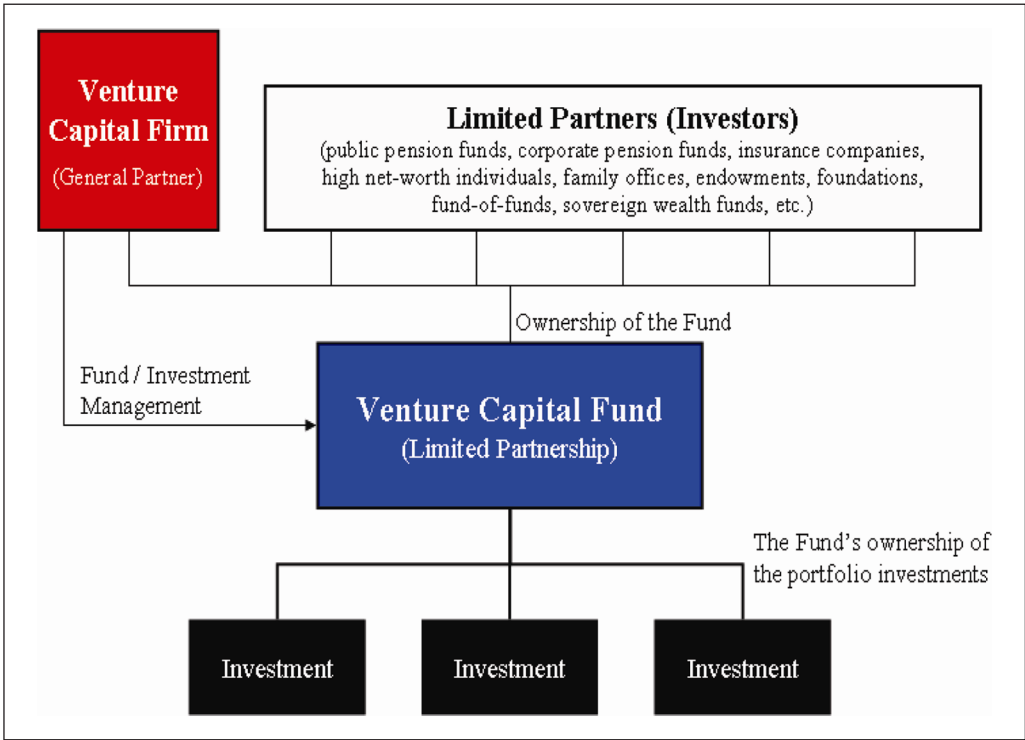 Venture
Capital Firm
(General Partner)
Limited Partners (Investors)
(public pension funds, corporate pension funds, insurance companies,
high net-worth individuals, family offices, endowments, foundations,
fund-of-funds, sovereign wealth funds, etc.)
Ownership of the Fund
Fund / Investment
Management
Venture Capital Fund
(Limited Partnership)
The Fund's ownership of
the portfolio investments
Investment
Investment
Investment